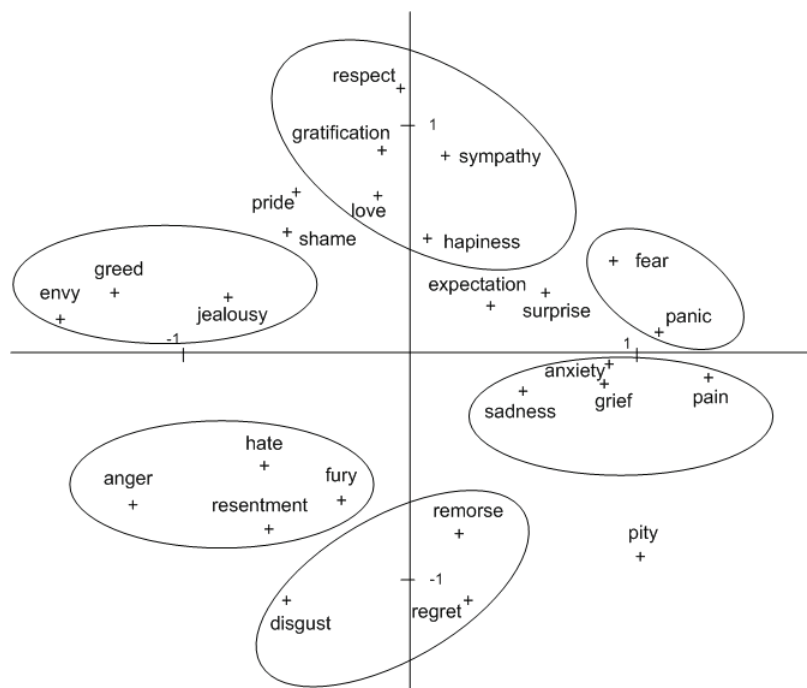 respect
1
gratification
sympathy
pride
love
shame
hapiness
greed
envy
jealousy
expectation
surprise
fear
panic
-1
1
anxiety
sadness
grief
pain
hate
anger
fury
resentment
remorse
pity
-1
disgust
regret